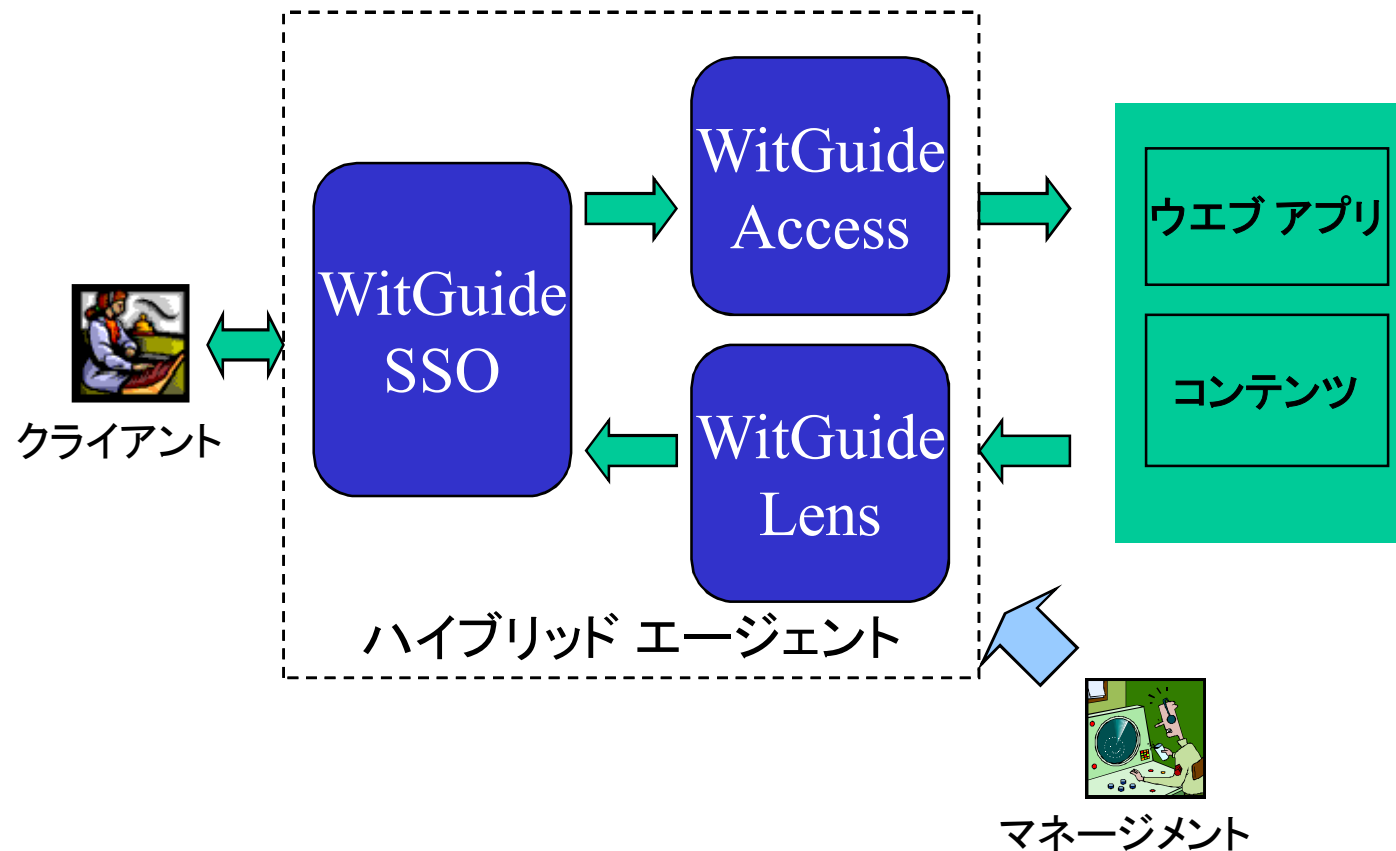 WitGuide
Access
ウエブ アプリ
WitGuide
SSO
コンテンツ
クライアント
WitGuide
Lens
ハイブリッド エージェント
マネージメント